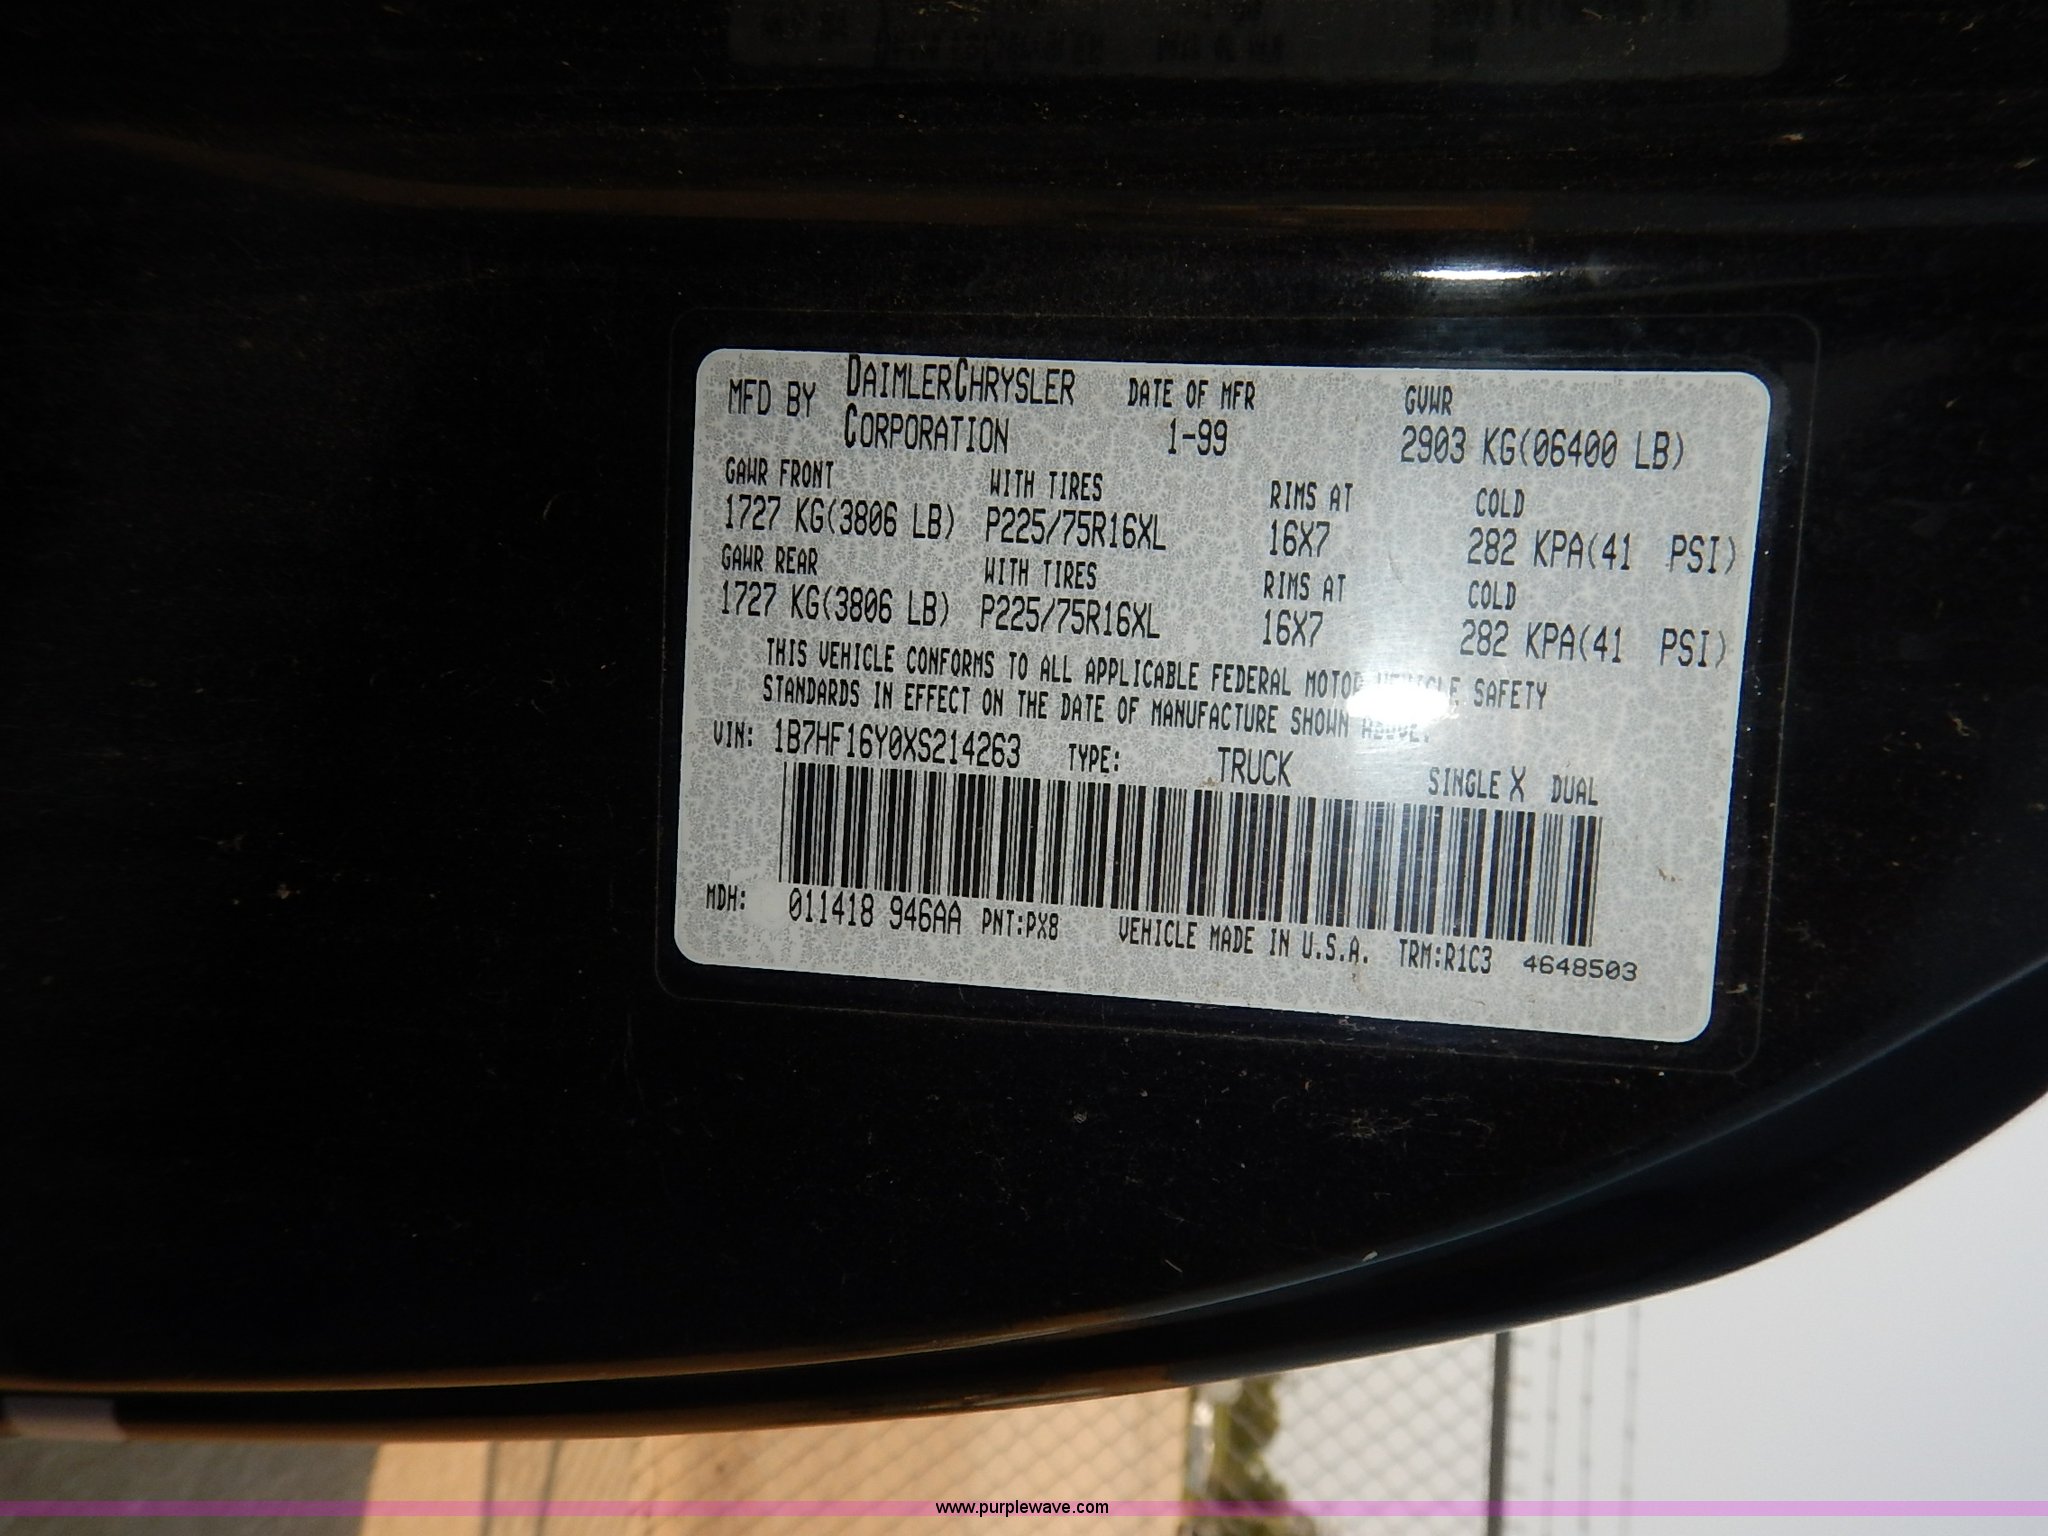 MFD BY DAIMLERCHRYSLER CORPORATION DATE OF MFR 1-99 GVWR 2903 KG(06400 LB)
GAWR FRONT WITH TIRES RIMS AT COLD
1727 KG(3806 LB) P225/75R16XL 16X7 282 KPA(41 PSI)
GAWR REAR WITH TIRES RIMS AT COLD
1727 KG(3806 LB) P225/75R16XL 16X7 282 KPA(41 PSI)
THIS VEHICLE CONFORMS TO ALL APPLICABLE FEDERAL MOTOR VEHICLE SAFETY
STANDARDS IN EFFECT ON THE DATE OF MANUFACTURE SHOWN ABOVE.
VIN: 1B7HF16Y0XS214263 TYPE: TRUCK SINGLE X DUAL
MDH: 011418 946AA PNT:PX8 VEHICLE MADE IN U.S.A. TRM:R1C3 4648503
www.purplewave.com